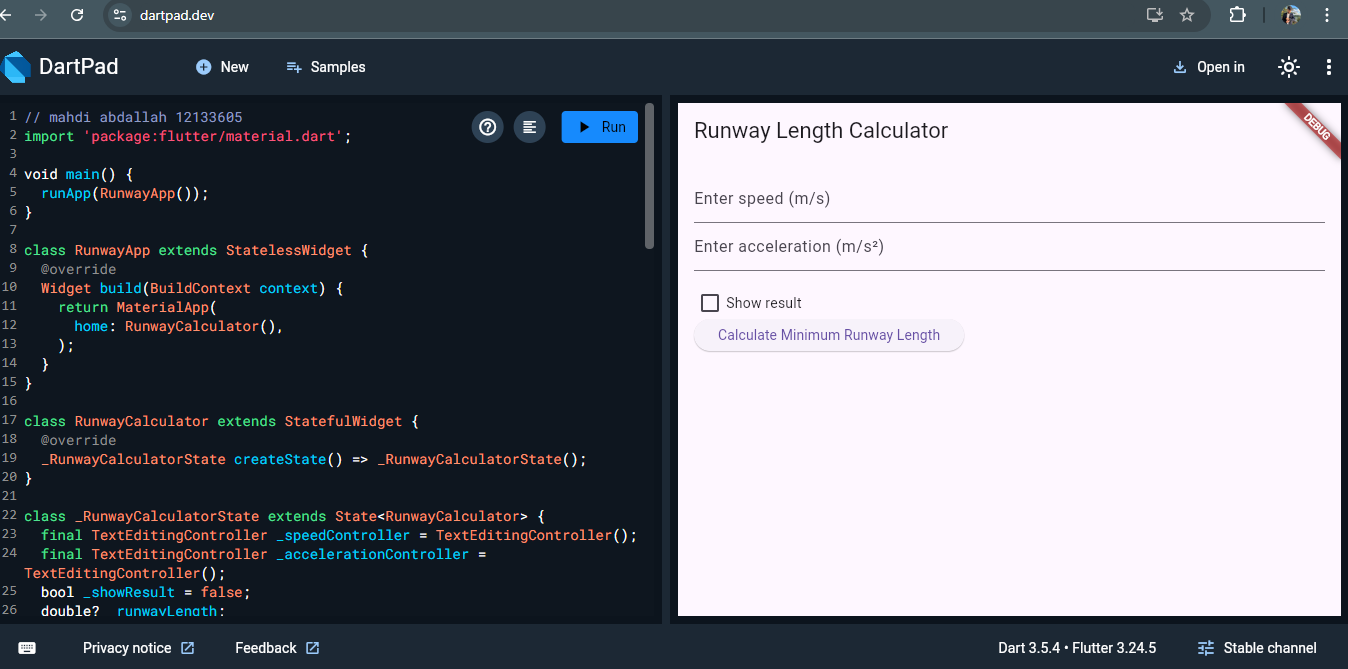 dartpad.dev
DartPad
New
Samples
Open in
1 // mahdi abdallah 12133605
2 import 'package:flutter/material.dart';
3
4 void main() {
5 runApp(RunwayApp());
6 }
7
8 class RunwayApp extends StatelessWidget {
9 @override
10 Widget build(BuildContext context) {
11 return MaterialApp(
12 home: RunwayCalculator(),
13 );
14 }
15 }
16
17 class RunwayCalculator extends StatefulWidget {
18 @override
19 _RunwayCalculatorState createState() => _RunwayCalculatorState();
20 }
21
22 class _RunwayCalculatorState extends State<RunwayCalculator> {
23 final TextEditingController _speedController = TextEditingController();
24 final TextEditingController _accelerationController =
TextEditingController();
25 bool _showResult = false;
26 double? _runwayLength;
Run
Runway Length Calculator
DEBUG
Enter speed (m/s)
Enter acceleration (m/s²)
Show result
Calculate Minimum Runway Length
Privacy notice
Feedback
Dart 3.5.4 • Flutter 3.24.5
Stable channel